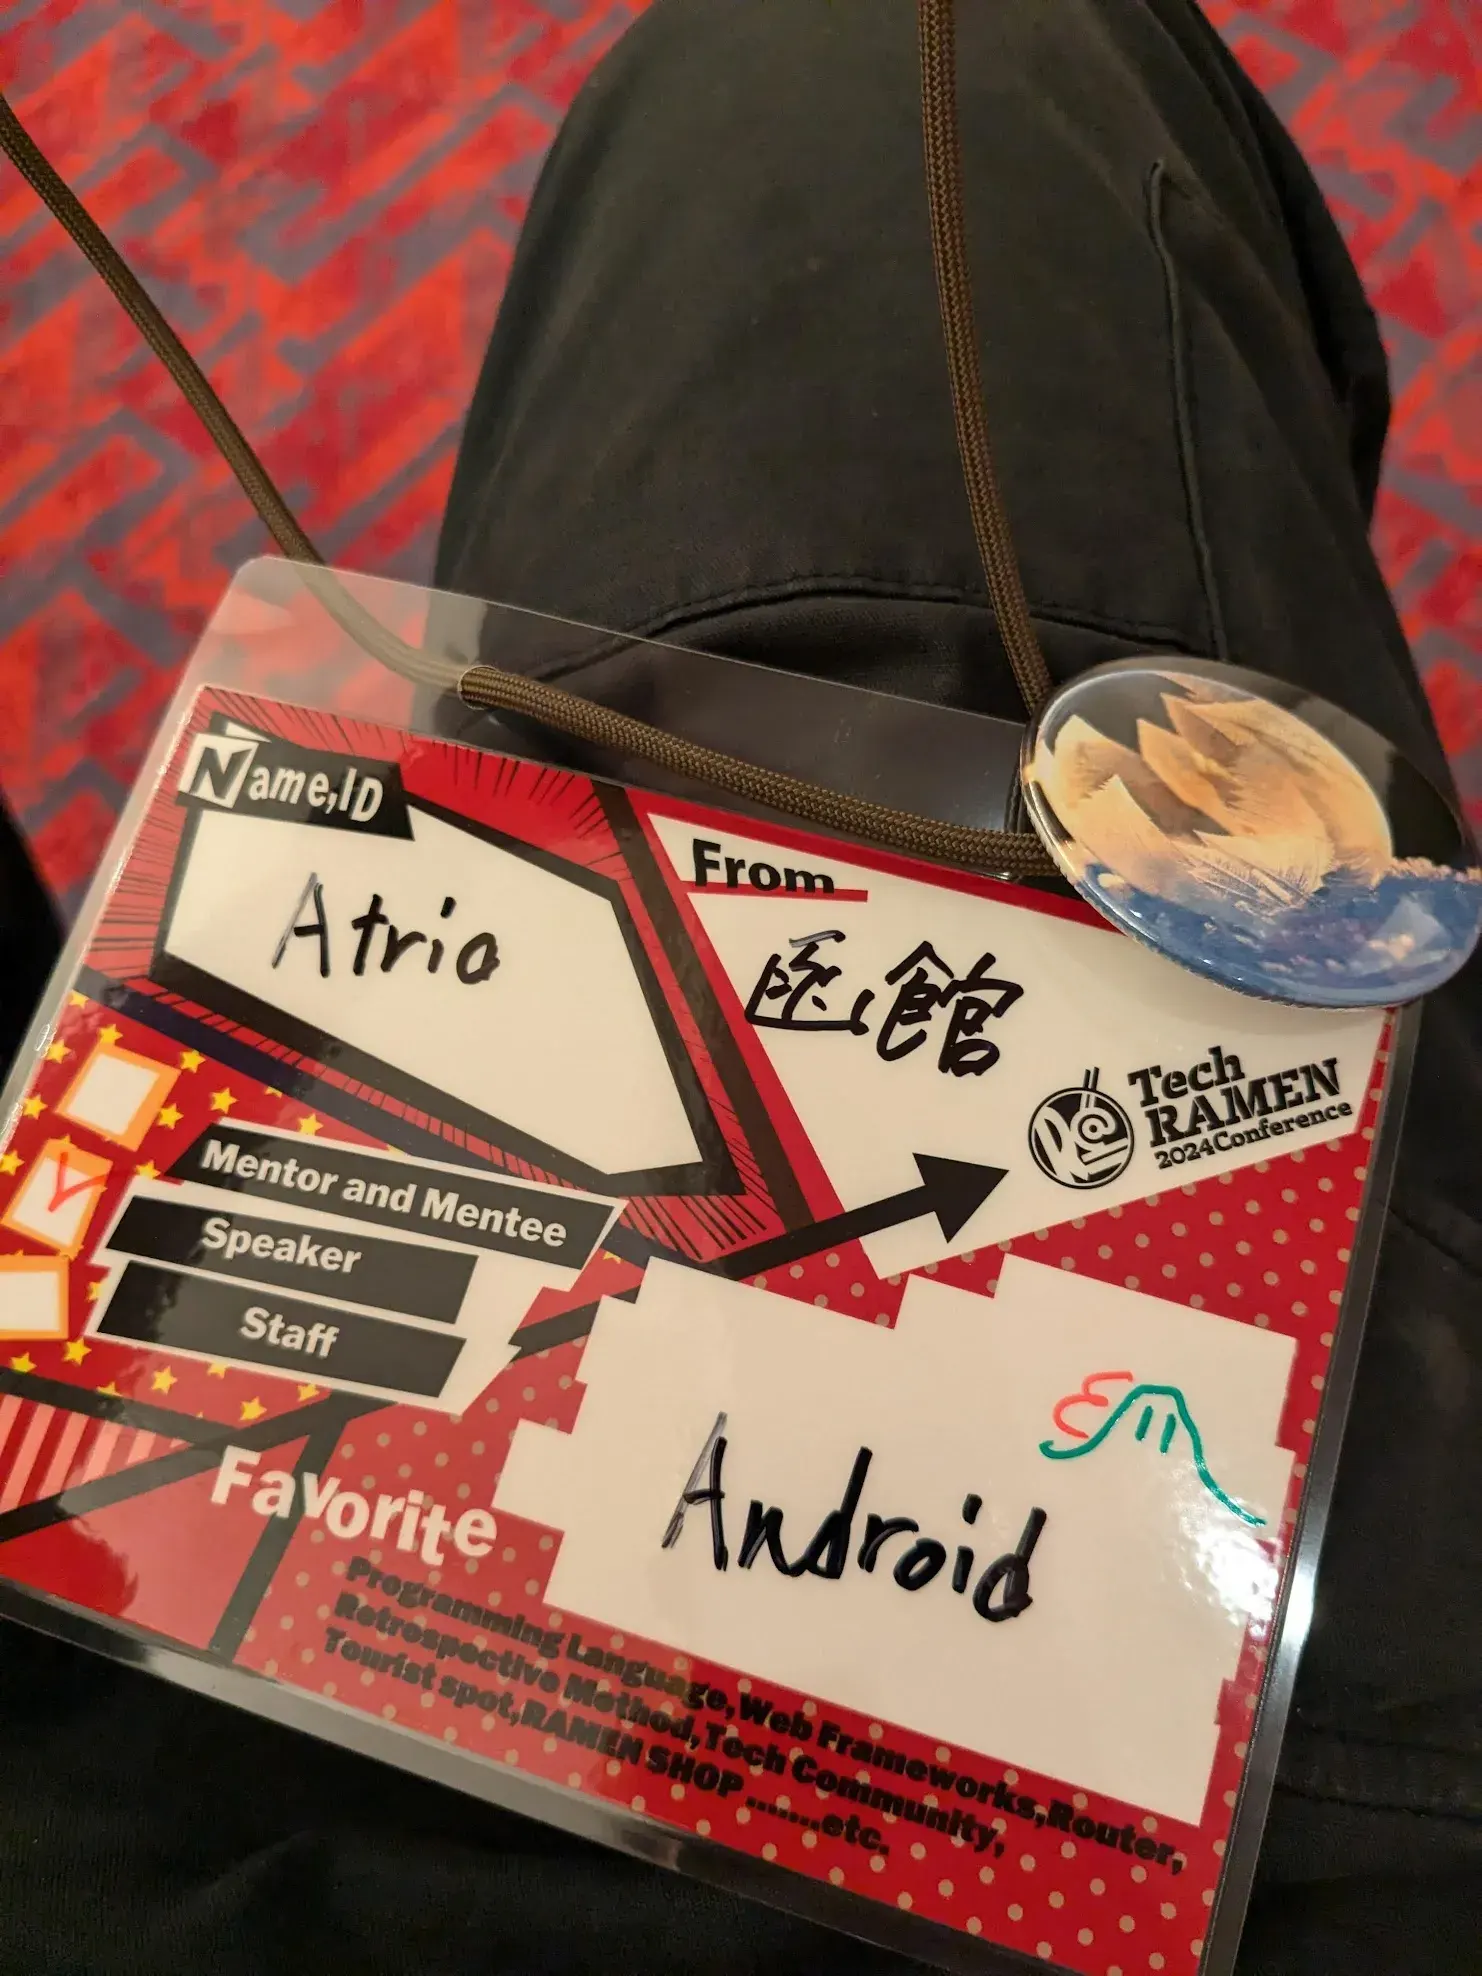 Name,ID
Atrio
From
函館
Tech
RAMEN
2024Conference
Mentor and Mentee
Speaker
Staff
Favorite
Android
Programming Language,Web Frameworks,Router,
Retrospective Method,Tech Community,
Tourist spot,RAMEN SHOP ........etc.